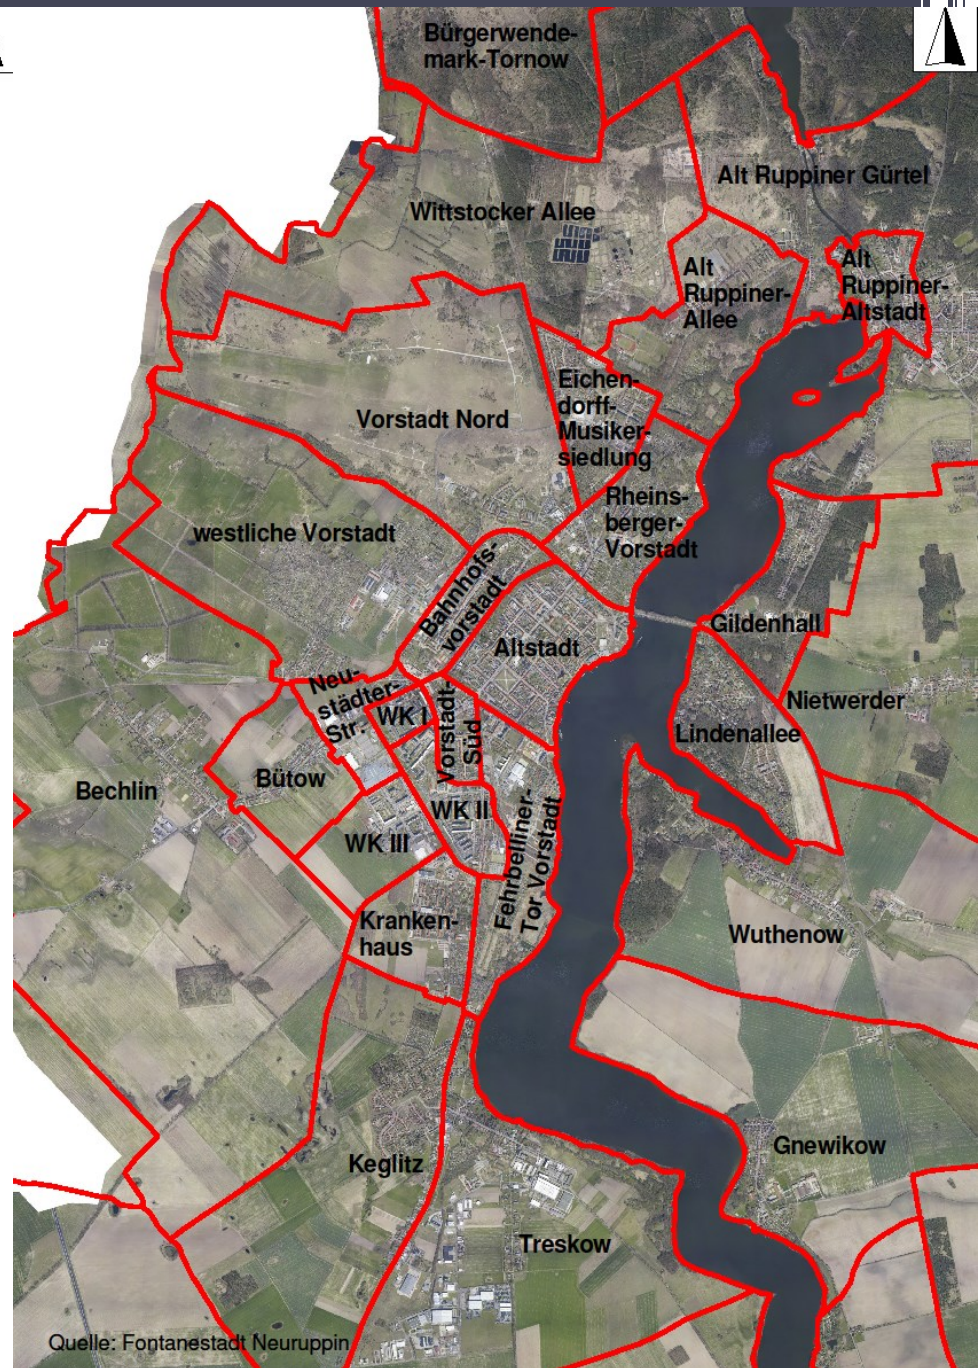 Bürgerwende-
mark-Tornow
Alt Ruppiner Gürtel
Wittstocker Allee
Alt
Ruppiner-
Allee
Alt
Ruppiner-
Altstadt
Eichen-
dorff-
Musiker-
siedlung
Vorstadt Nord
Rheins-
berger-
Vorstadt
westliche Vorstadt
Bahnhofs-
vorstadt
Altstadt
Gildenhall
Neu-
städter-
Str.
WK I
Vorstadt-
Süd
Nietwerder
Lindenallee
Bechlin
Bütow
WK II
WK III
Fehrbelliner-
Tor Vorstadt
Kranken-
haus
Wuthenow
Gnewikow
Keglitz
Treskow
Quelle: Fontanestadt Neuruppin